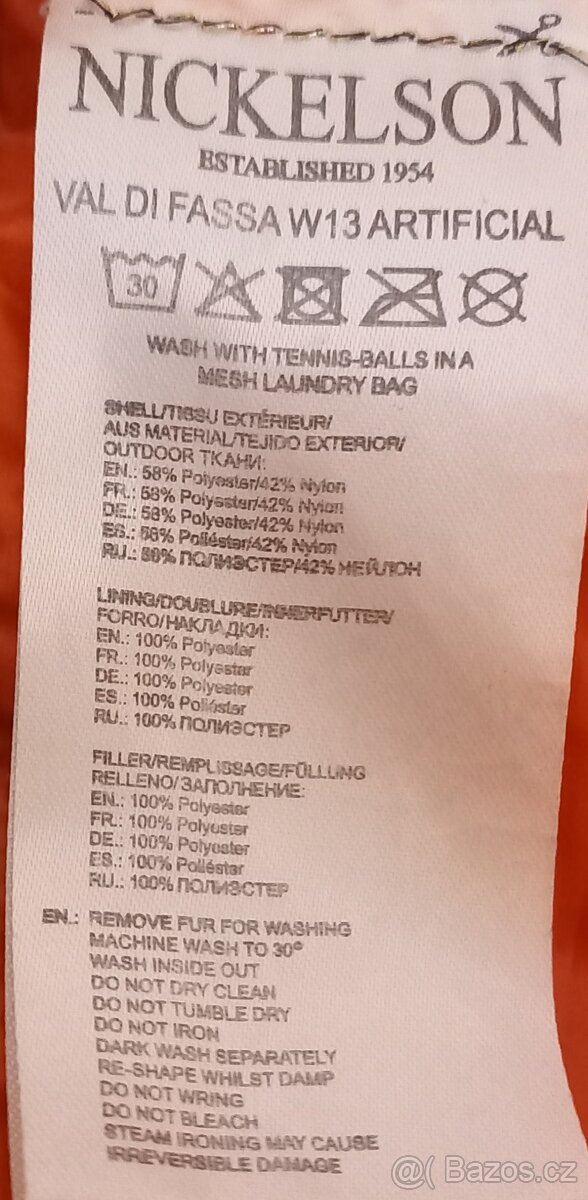 NICKELSON
ESTABLISHED 1954
VAL DI FASSA W13 ARTIFICIAL
30
WASH WITH TENNIS-BALLS IN A
MESH LAUNDRY BAG
SHELL/TISSU EXTÉRIEUR/
AUS MATERIAL/TEJIDO EXTERIOR/
OUTDOOR ТКАНИ:
EN.: 58% Polyester/42% Nylon
FR.: 58% Polyester/42% Nylon
DE.: 58% Polyester/42% Nylon
ES.: 58% Poliéster/42% Nylon
RU.: 58% ПОЛИЭСТЕР/42% НЕЙЛОН
LINING/DOUBLURE/INNERFUTTER/
FORRO/НАКЛАДКИ:
EN.: 100% Polyester
FR.: 100% Polyester
DE.: 100% Polyester
ES.: 100% Poliéster
RU.: 100% ПОЛИЭСТЕР
FILLER/REMPLISSAGE/FÜLLUNG
RELLENO/ЗАПОЛНЕНИЕ:
EN.: 100% Polyester
FR.: 100% Polyester
DE.: 100% Polyester
ES.: 100% Poliéster
RU.: 100% ПОЛИЭСТЕР
EN.: REMOVE FUR FOR WASHING
MACHINE WASH TO 30°
WASH INSIDE OUT
DO NOT DRY CLEAN
DO NOT TUMBLE DRY
DO NOT IRON
DARK WASH SEPARATELY
RE-SHAPE WHILST DAMP
DO NOT WRING
DO NOT BLEACH
STEAM IRONING MAY CAUSE
IRREVERSIBLE DAMAGE
@( Bazos.cz